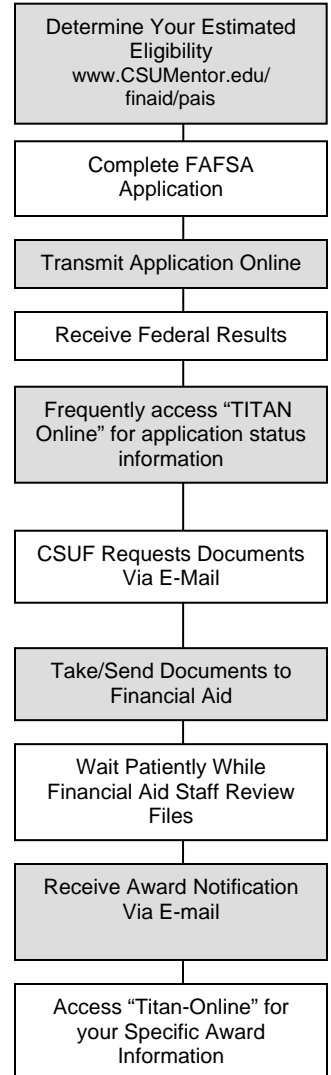 Determine Your Estimated
Eligibility
www.CSUMentor.edu/
finaid/pais
Complete FAFSA
Application
Transmit Application Online
Receive Federal Results
Frequently access “TITAN
Online” for application status
information
CSUF Requests Documents
Via E-Mail
Take/Send Documents to
Financial Aid
Wait Patiently While
Financial Aid Staff Review
Files
Receive Award Notification
Via E-mail
Access “Titan-Online” for
your Specific Award
Information